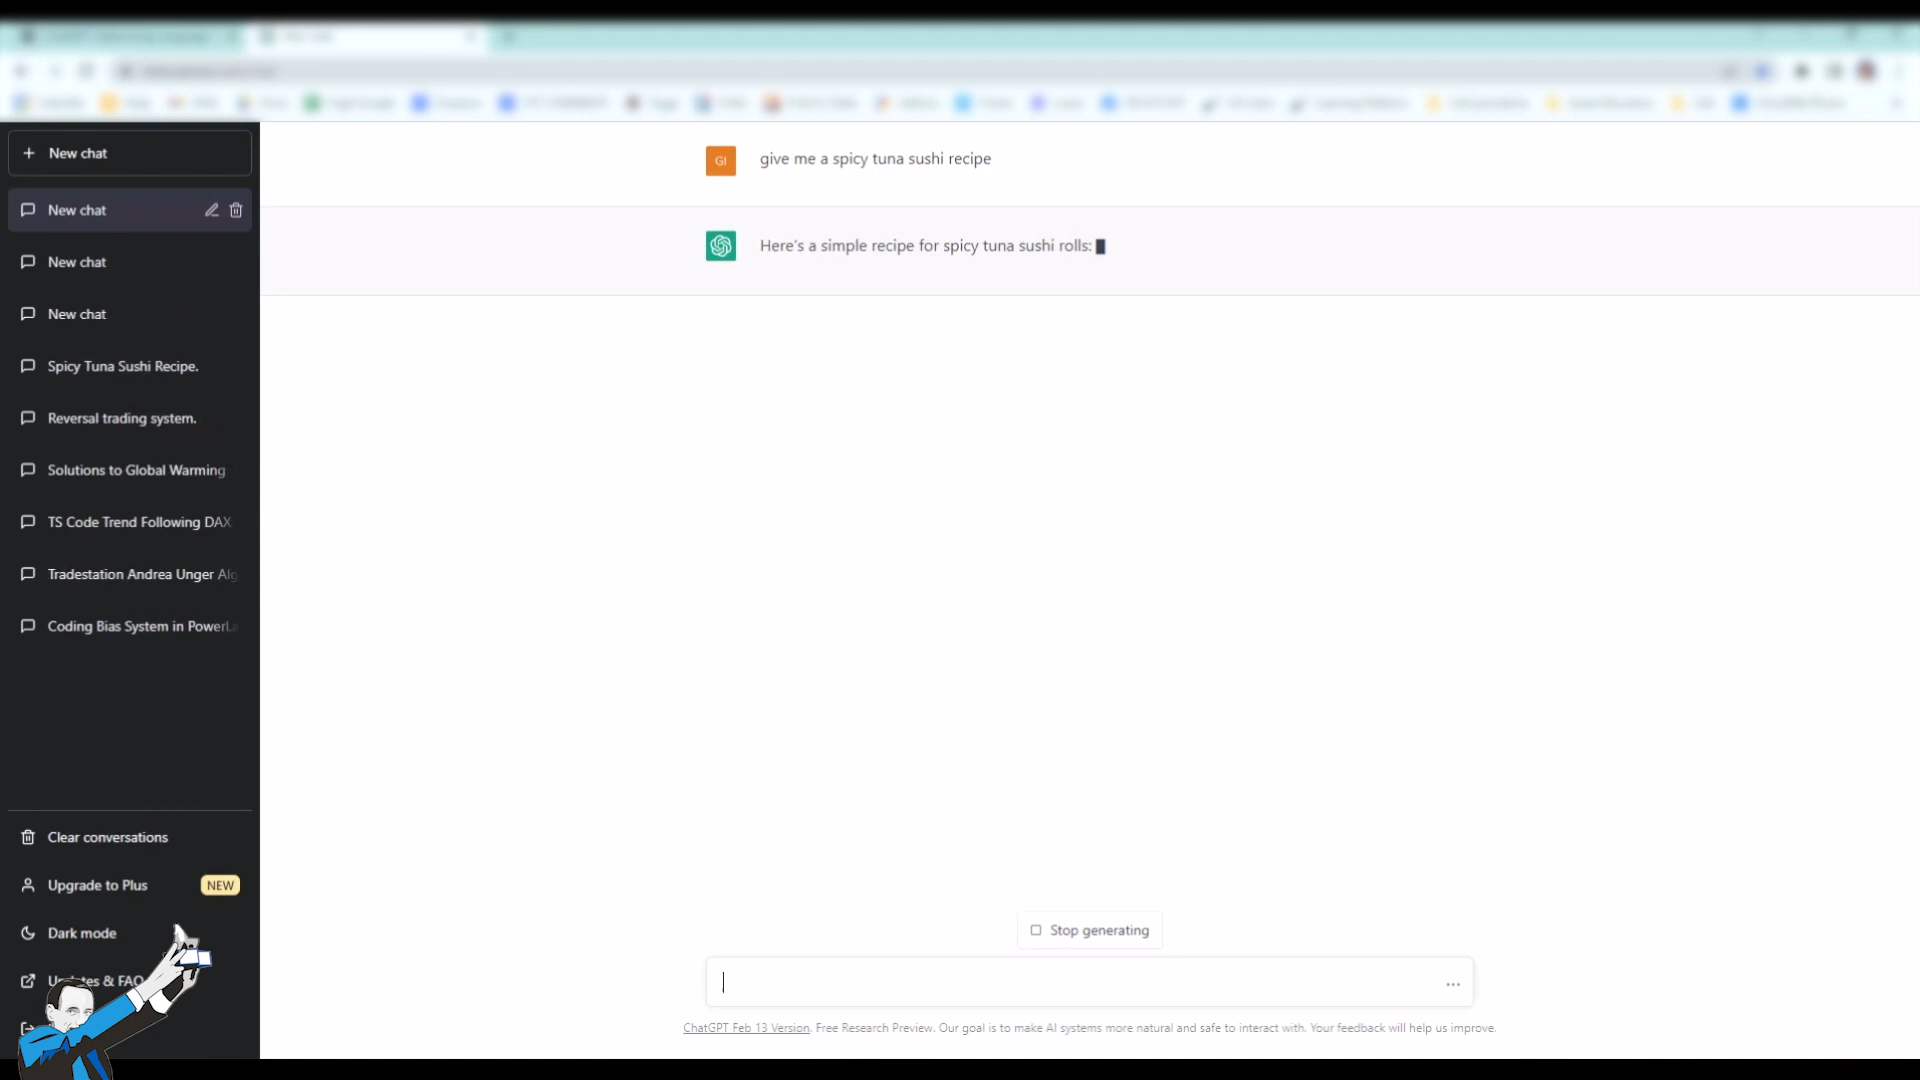 New chat
New chat
New chat
New chat
Spicy Tuna Sushi Recipe.
Reversal trading system.
Solutions to Global Warming
TS Code Trend Following DAX
Tradestation Andrea Unger Alg
Coding Bias System in PowerLa
Clear conversations
Upgrade to Plus NEW
Dark mode
& FAQ
GI give me a spicy tuna sushi recipe
Here's a simple recipe for spicy tuna sushi rolls:
Stop generating
ChatGPT Feb 13 Version. Free Research Preview. Our goal is to make AI systems more natural and safe to interact with. Your feedback will help us improve.